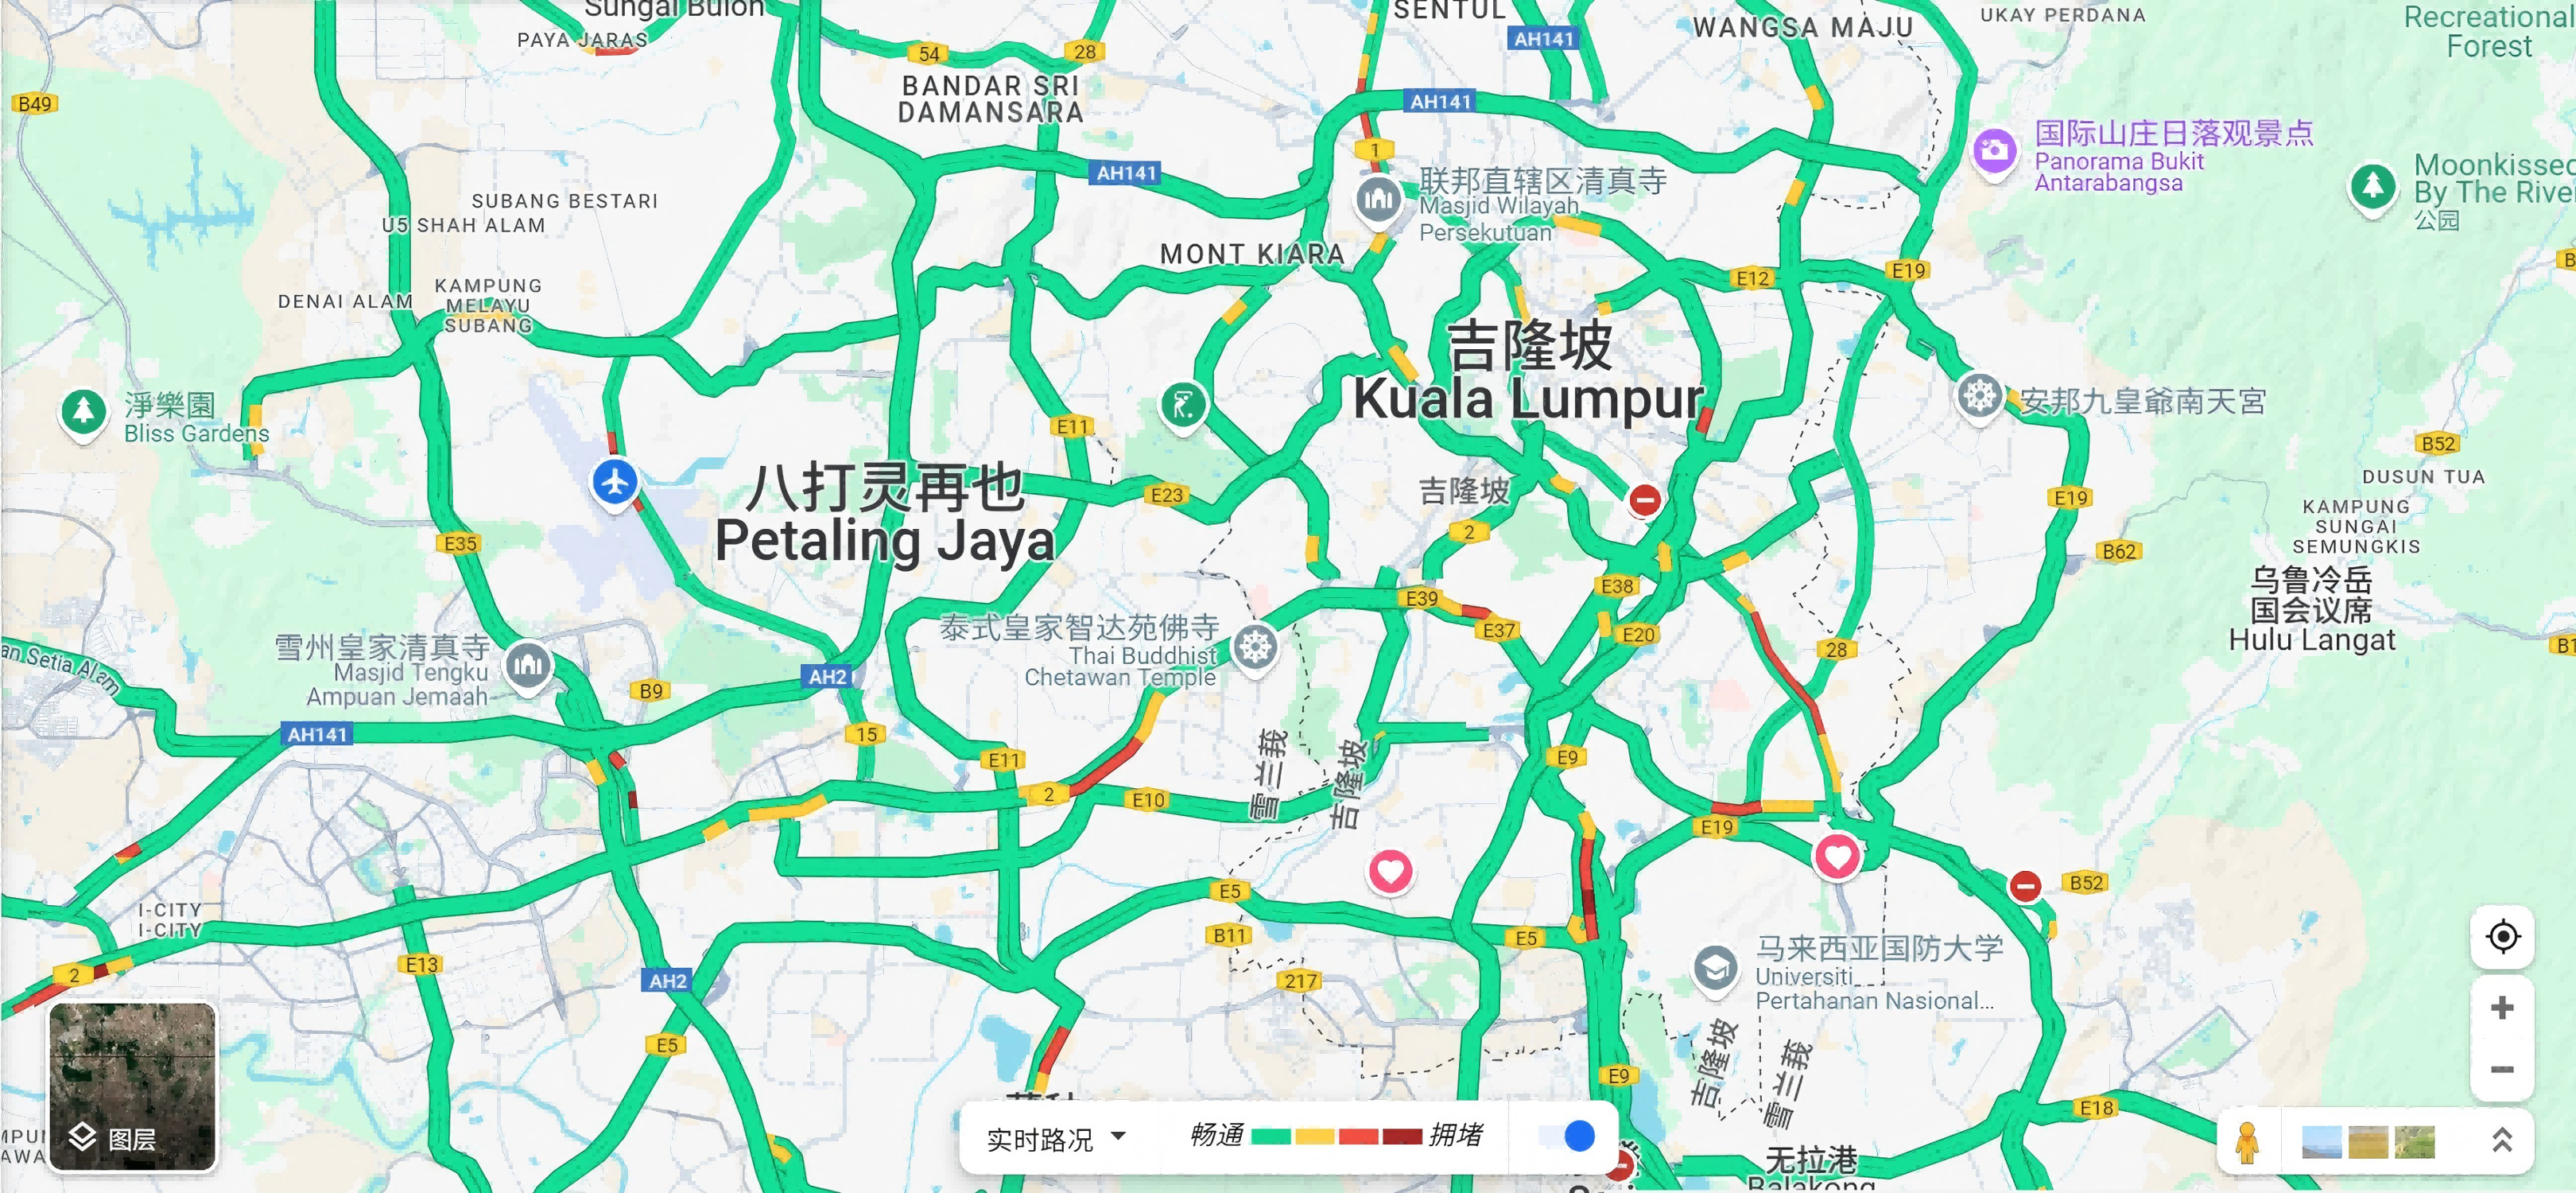 Sungai Buloh
PAYA JARAS
SENTUL
WANGSA MAJU
UKAY PERDANA
Recreational
Forest
AH141
54
28
B49
BANDAR SRI
DAMANSARA
AH141
1
AH141
国际山庄日落观景点
Panorama Bukit
Antarabangsa
Moonkissed
By The Rive
公园
联邦直辖区清真寺
Masjid Wilayah
Persekutuan
SUBANG BESTARI
U5 SHAH ALAM
MONT KIARA
E12
E19
B
KAMPUNG
MELAYU
SUBANG
DENAI ALAM
吉隆坡
Kuala Lumpur
淨樂園
Bliss Gardens
安邦九皇爺南天宮
E11
B52
DUSUN TUA
八打灵再也
Petaling Jaya
E23
吉隆坡
2
E19
KAMPUNG
SUNGAI
SEMUNGKIS
E35
B62
乌鲁冷岳
国会议席
Hulu Langat
E38
E39
E37
E20
28
B1
泰式皇家智达苑佛寺
Thai Buddhist
Chetawan Temple
雪州皇家清真寺
Masjid Tengku
Ampuan Jemaah
an Setia Alam
B9
AH2
AH141
15
E11
E9
雪兰莪
吉隆坡
2
E10
E19
E5
B52
I-CITY
I-CITY
B11
E5
马来西亚国防大学
Universiti
Pertahanan Nasional...
2
E13
AH2
217
E5
E9
吉隆坡
雪兰莪
E18
MPUN
AWA
图层
实时路况
畅通
拥堵
无拉港
Balakong